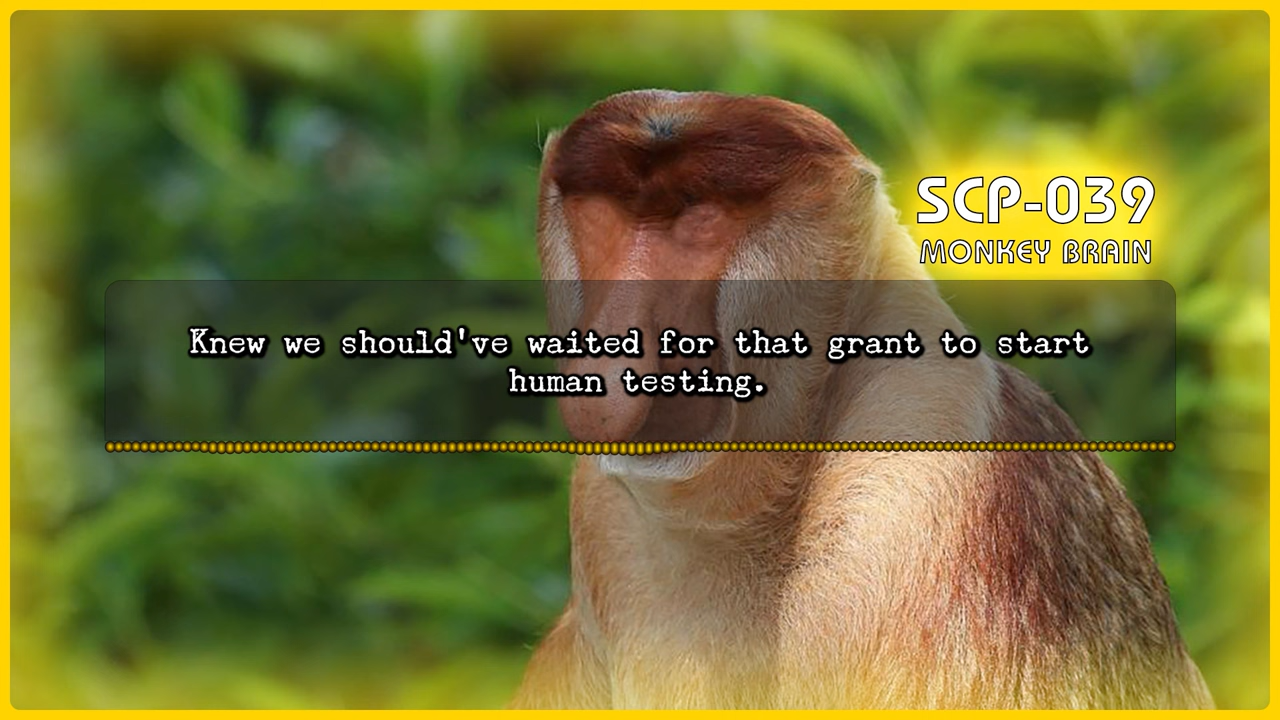 SCP-039
MONKEY BRAIN
Knew we should've waited for that grant to start
human testing.